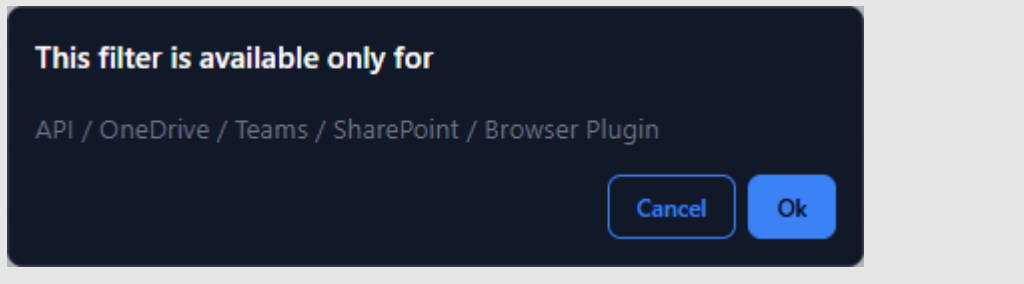 This filter is available only for
API / OneDrive / Teams / SharePoint / Browser Plugin
Cancel
Ok